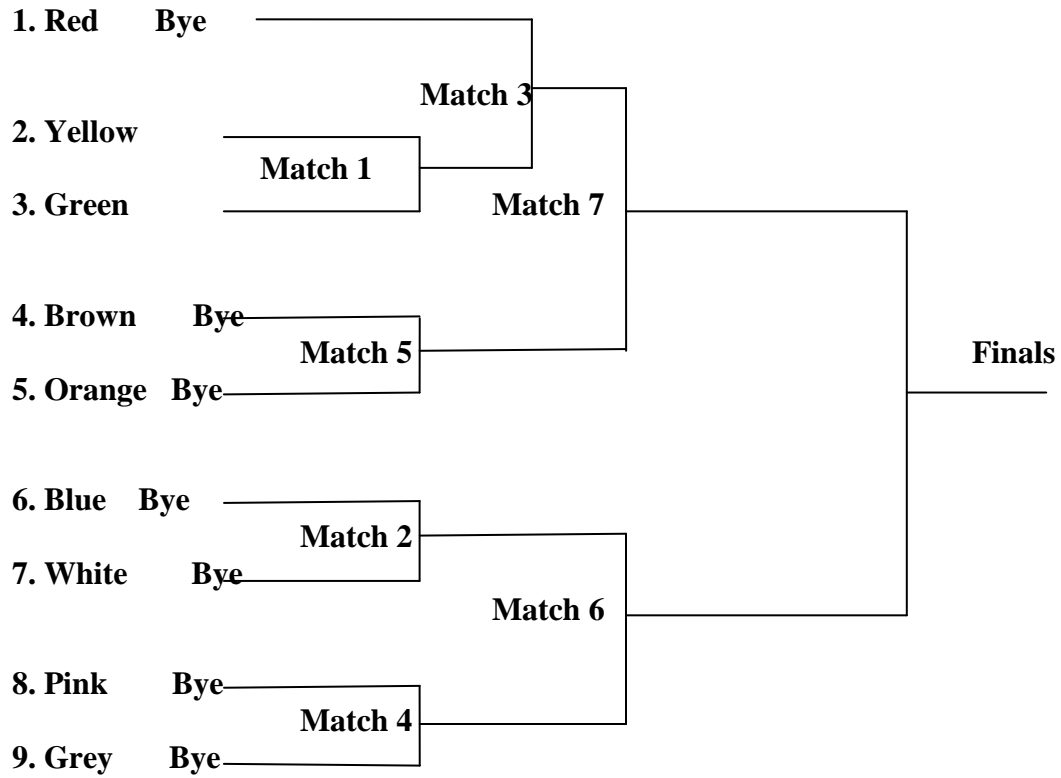 1. Red Bye
Match 3
2. Yellow
Match 1
3. Green
Match 7
4. Brown Bye
Match 5
Finals
5. Orange Bye
6. Blue Bye
Match 2
7. White Bye
Match 6
8. Pink Bye
Match 4
9. Grey Bye